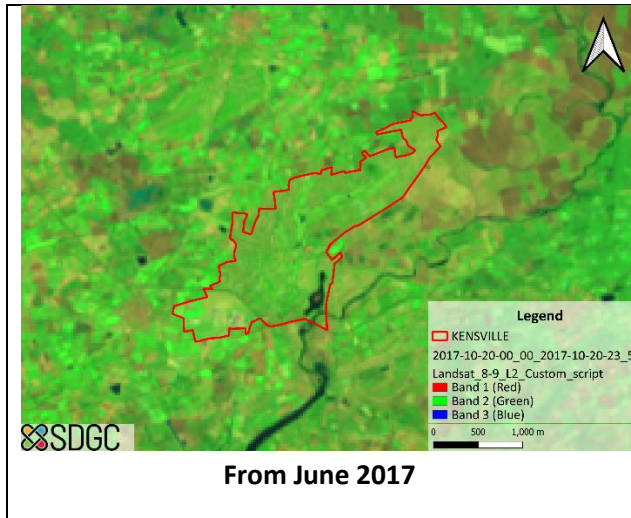 Legend
KENSVILLE
2017-10-20-00_00_2017-10-20-23_5
Landsat_8-9_L2_Custom_script
Band 1 (Red)
Band 2 (Green)
Band 3 (Blue)
0 500 1,000 m
SDGC
From June 2017